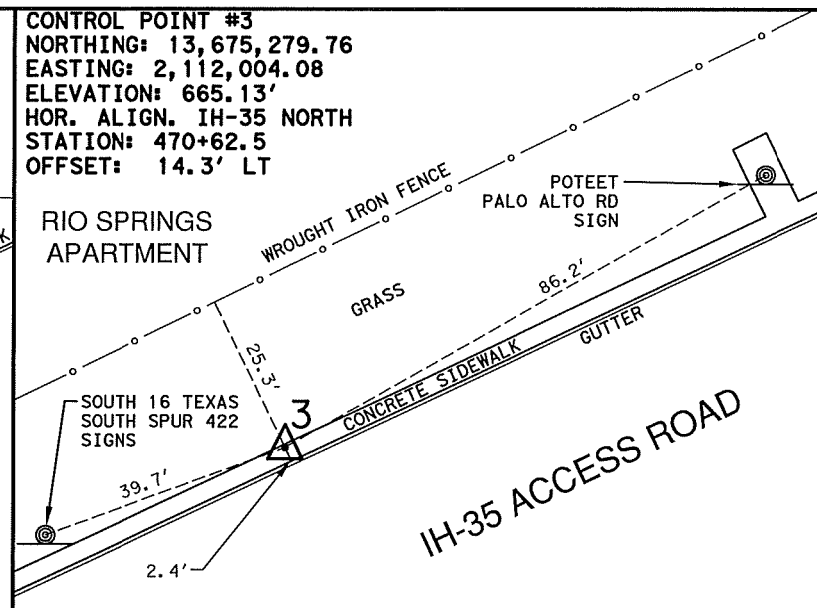 CONTROL POINT #3
NORTHING: 13,675,279.76
EASTING: 2,112,004.08
ELEVATION: 665.13'
HOR. ALIGN. IH-35 NORTH
STATION: 470+62.5
OFFSET: 14.3' LT
RIO SPRINGS
APARTMENT
K
WROUGHT IRON FENCE
POTEET
PALO ALTO RD
SIGN
GRASS
86.2'
25.3'
CONCRETE SIDEWALK
GUTTER
3
SOUTH 16 TEXAS
SOUTH SPUR 422
SIGNS
39.7'
2.4'
IH-35 ACCESS ROAD